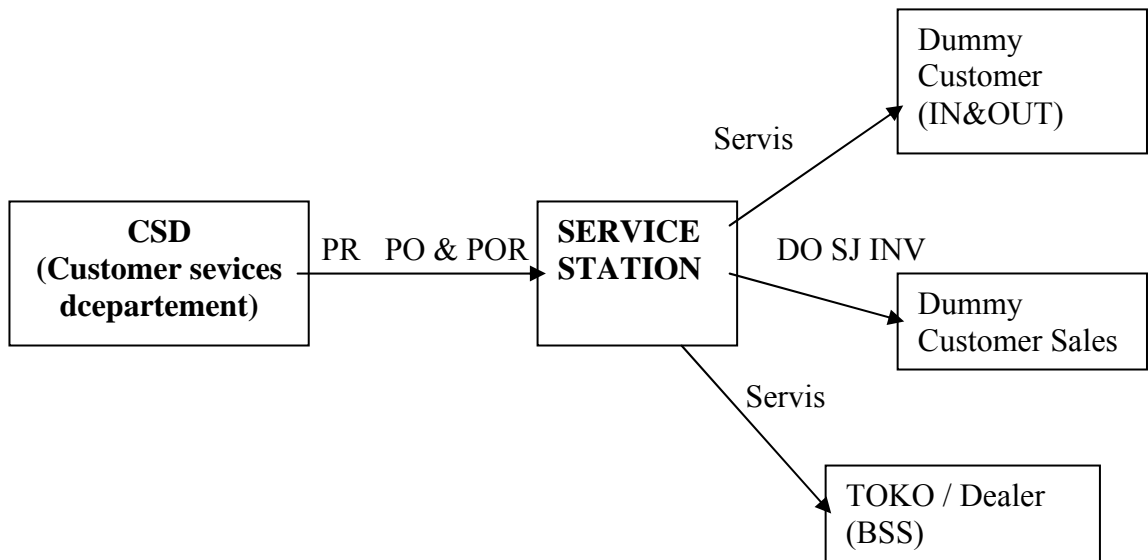 Dummy
Customer
(IN&OUT)
Servis
CSD
(Customer sevices
dcepartement)
PR PO & POR
SERVICE
STATION
DO SJ INV
Dummy
Customer Sales
Servis
TOKO / Dealer
(BSS)